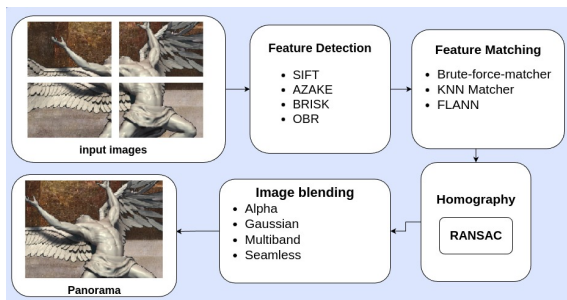 input images
Feature Detection
• SIFT
• AZAKE
• BRISK
• OBR
Feature Matching
• Brute-force-matcher
• KNN Matcher
• FLANN
Homography
RANSAC
Image blending
• Alpha
• Gaussian
• Multiband
• Seamless
Panorama